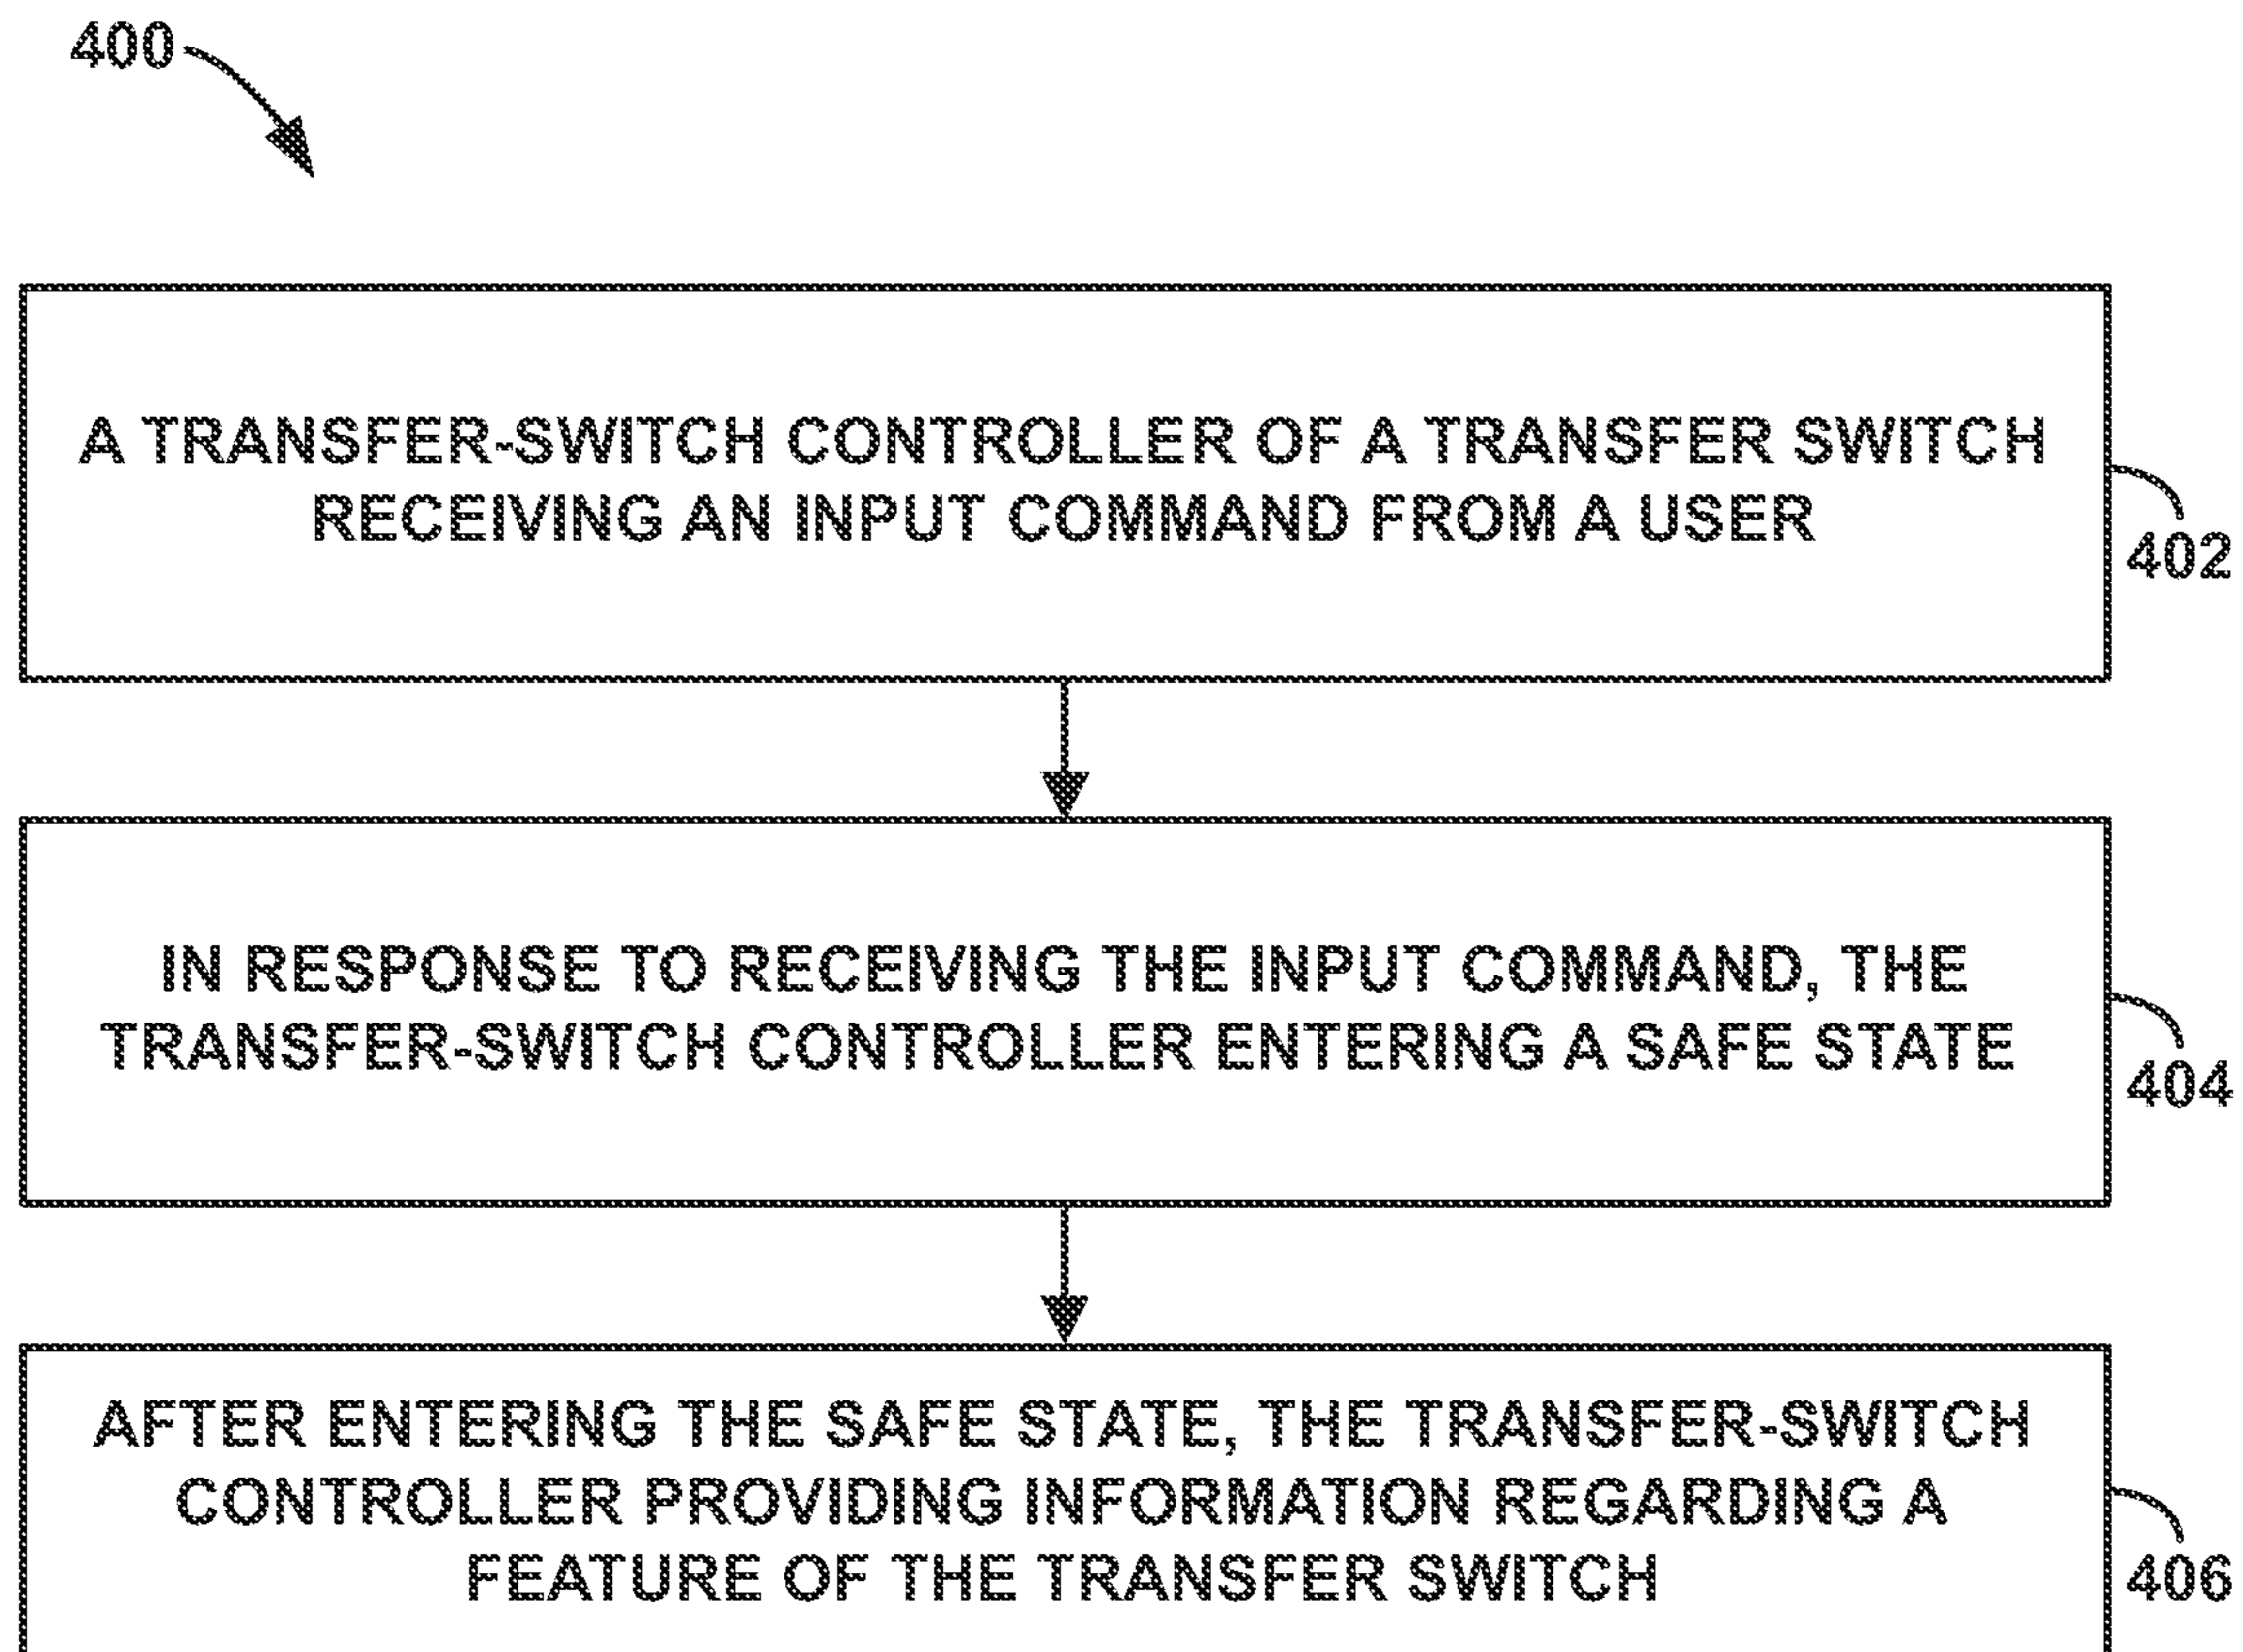 400
A TRANSFER-SWITCH CONTROLLER OF A TRANSFER SWITCH
RECEIVING AN INPUT COMMAND FROM A USER
402
IN RESPONSE TO RECEIVING THE INPUT COMMAND, THE
TRANSFER-SWITCH CONTROLLER ENTERING A SAFE STATE
404
AFTER ENTERING THE SAFE STATE, THE TRANSFER-SWITCH
CONTROLLER PROVIDING INFORMATION REGARDING A
FEATURE OF THE TRANSFER SWITCH
406